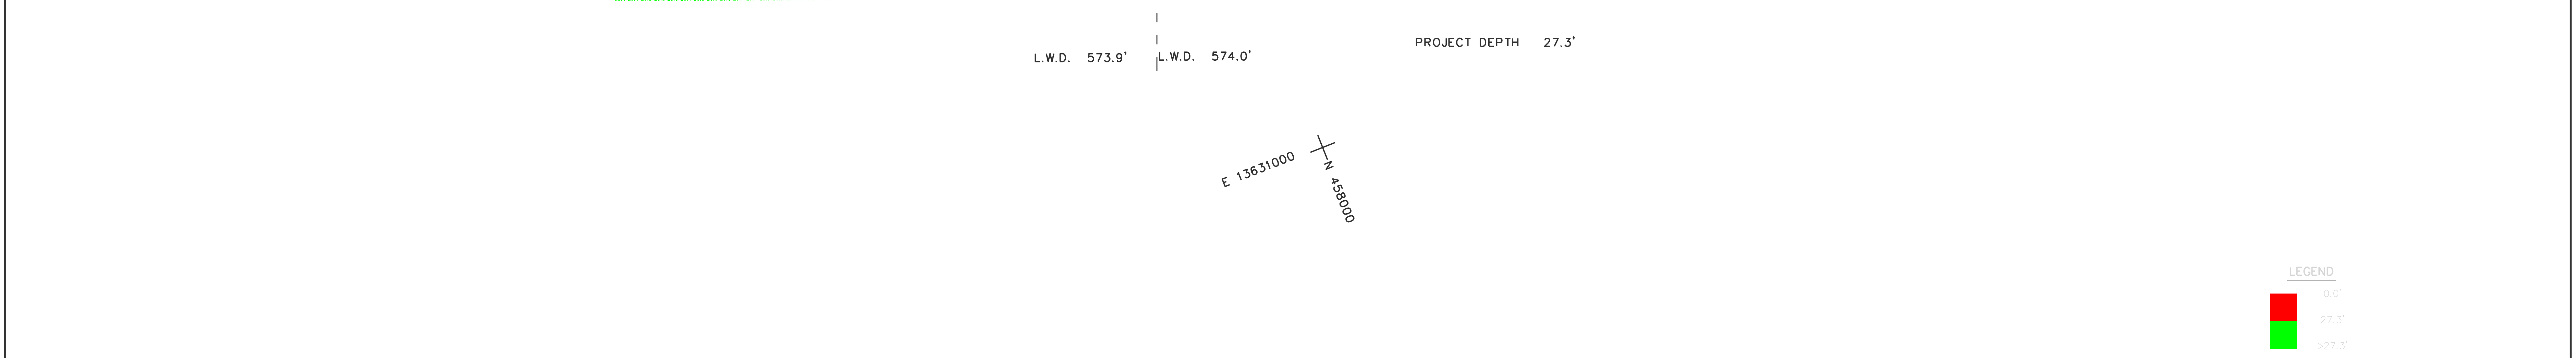 PROJECT DEPTH 27.3'
L.W.D. 573.9'
L.W.D. 574.0'
E 13631000
N 458000
LEGEND
0.0'
27.3'
>27.3'